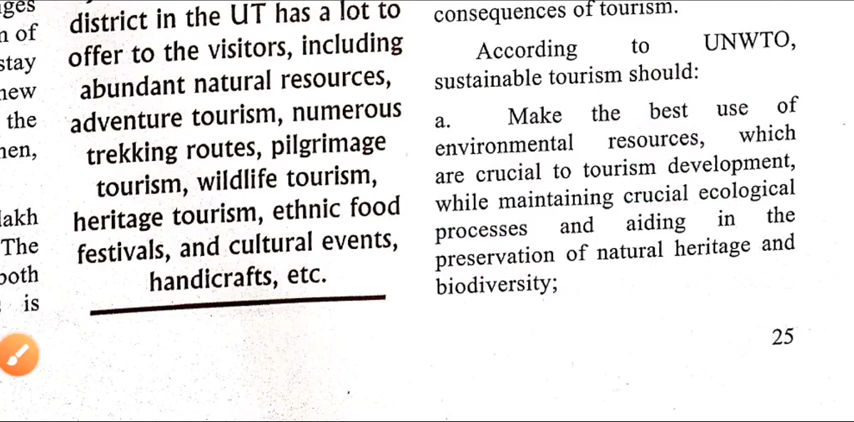 n of
stay
new
the
lakh
The
is
district in the UT has a lot to
offer to the visitors, including
abundant natural resources,
adventure tourism, numerous
trekking routes, pilgrimage
tourism, wildlife tourism,
heritage tourism, ethnic food
festivals, and cultural events,
handicrafts, etc.
consequences of tourism.
According to UNWTO,
sustainable tourism should:
a. Make the best use of
environmental resources, which
are crucial to tourism development,
while maintaining crucial ecological
processes and aiding in the
preservation of natural heritage and
biodiversity;
25